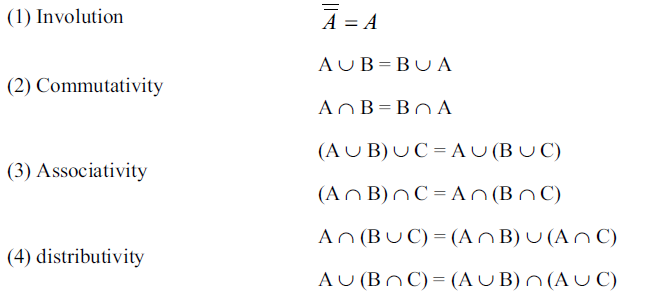 (1) Involution A̿ = A
A ∪ B = B ∪ A
(2) Commutativity
A ∩ B = B ∩ A
(A ∪ B) ∪ C = A ∪ (B ∪ C)
(3) Associativity
(A ∩ B) ∩ C = A ∩ (B ∩ C)
A ∩ (B ∪ C) = (A ∩ B) ∪ (A ∩ C)
(4) distributivity
A ∪ (B ∩ C) = (A ∪ B) ∩ (A ∪ C)